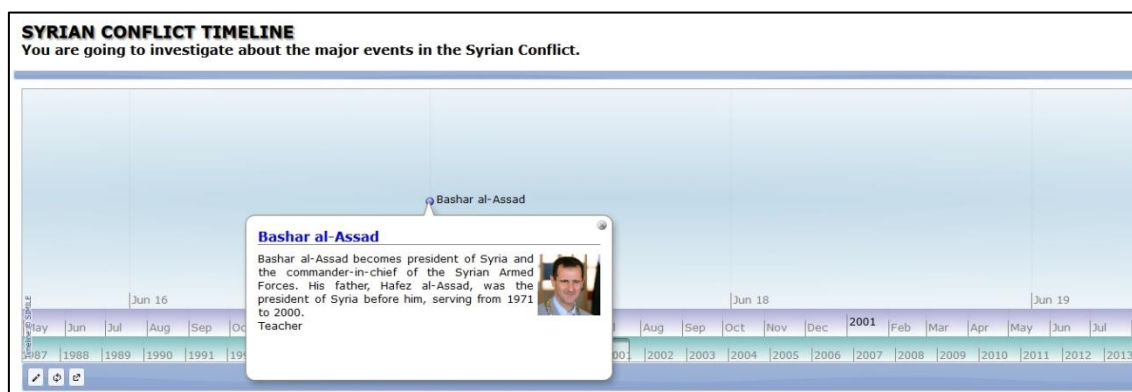 SYRIAN CONFLICT TIMELINE
You are going to investigate about the major events in the Syrian Conflict.
Bashar al-Assad
Bashar al-Assad
Bashar al-Assad becomes president of Syria and
the commander-in-chief of the Syrian Armed
Forces. His father, Hafez al-Assad, was the
president of Syria before him, serving from 1971
to 2000.
Teacher
Jun 16 Jun 18 Jun 19
Timeline © SIMILE
May Jun Jul Aug Sep Aug Sep Oct Nov Dec 2001 Feb Mar Apr May Jun Jul
1988 1989 1990 1991 2002 2003 2004 2005 2006 2007 2008 2009 2010 2011 2012 2013